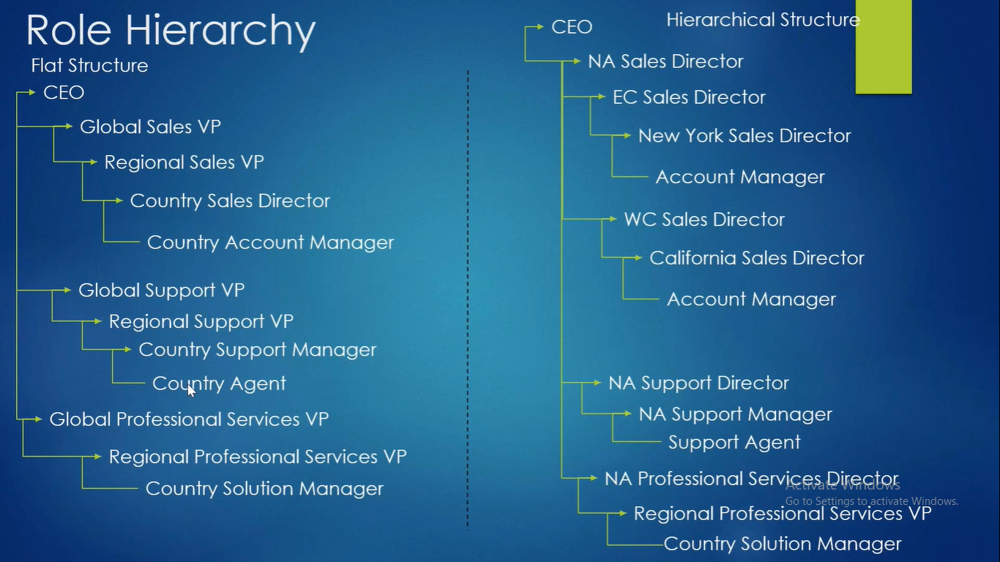 Role Hierarchy
Flat Structure
CEO
Global Sales VP
Regional Sales VP
Country Sales Director
Country Account Manager
Global Support VP
Regional Support VP
Country Support Manager
Country Agent
Global Professional Services VP
Regional Professional Services VP
Country Solution Manager
Hierarchical Structure
CEO
NA Sales Director
EC Sales Director
New York Sales Director
Account Manager
WC Sales Director
California Sales Director
Account Manager
NA Support Director
NA Support Manager
Support Agent
NA Professional Services Director
Regional Professional Services VP
Country Solution Manager
Activate Windows
Go to Settings to activate Windows.